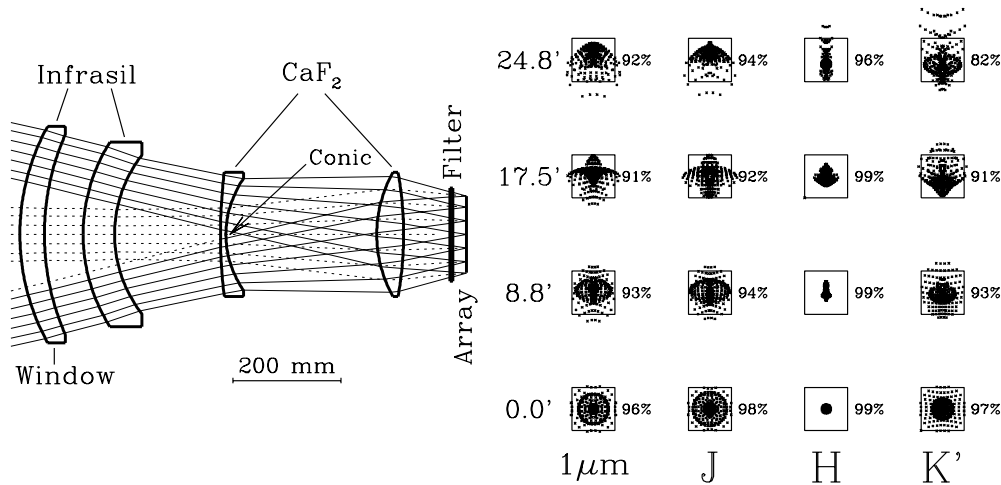 Infrasil
CaF₂
Conic
Filter
Array
Window
200 mm
24.8' 92% 94% 96% 82%
17.5' 91% 92% 99% 91%
8.8' 93% 94% 99% 93%
0.0' 96% 98% 99% 97%
1μm J H K'